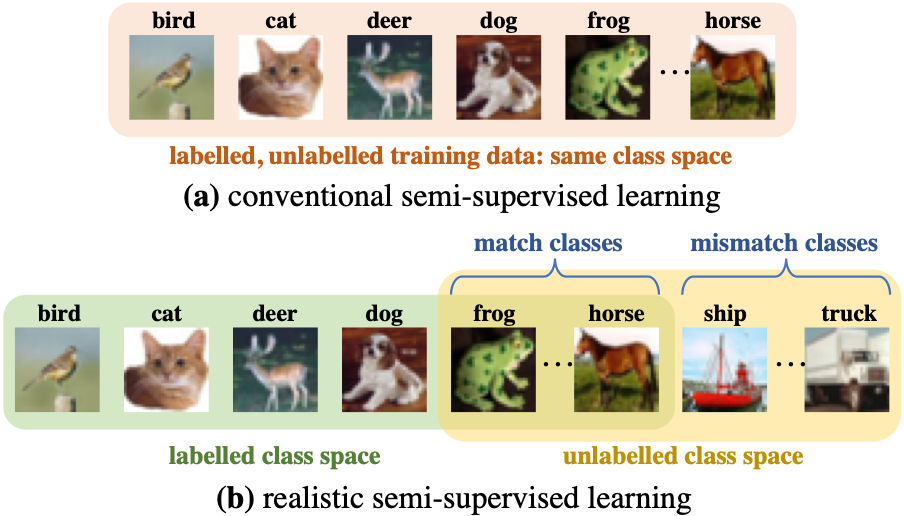 bird cat deer dog frog horse
...
labelled, unlabelled training data: same class space
(a) conventional semi-supervised learning
match classes mismatch classes
bird cat deer dog frog horse ship truck
... ...
labelled class space unlabelled class space
(b) realistic semi-supervised learning